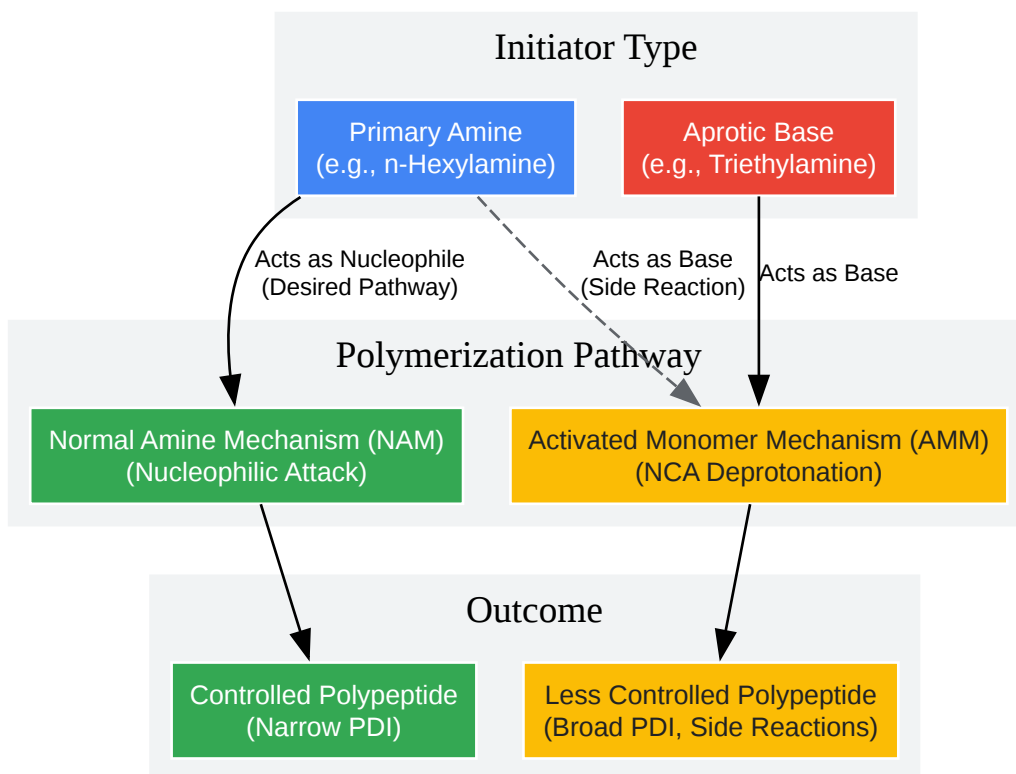 Initiator Type
Primary Amine
(e.g., n-Hexylamine)
Aprotic Base
(e.g., Triethylamine)
Acts as Nucleophile
(Desired Pathway)
Acts as Base
(Side Reaction)
Acts as Base
Polymerization Pathway
Normal Amine Mechanism (NAM)
(Nucleophilic Attack)
Activated Monomer Mechanism (AMM)
(NCA Deprotonation)
Outcome
Controlled Polypeptide
(Narrow PDI)
Less Controlled Polypeptide
(Broad PDI, Side Reactions)